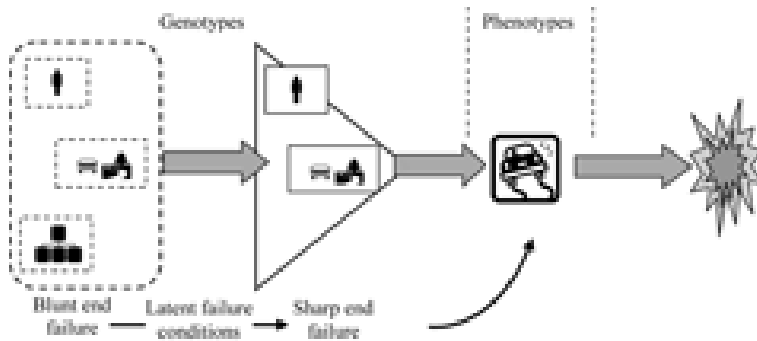 Genotypes
Phenotypes
Blunt end
failure
Latent failure
conditions
Sharp end
failure